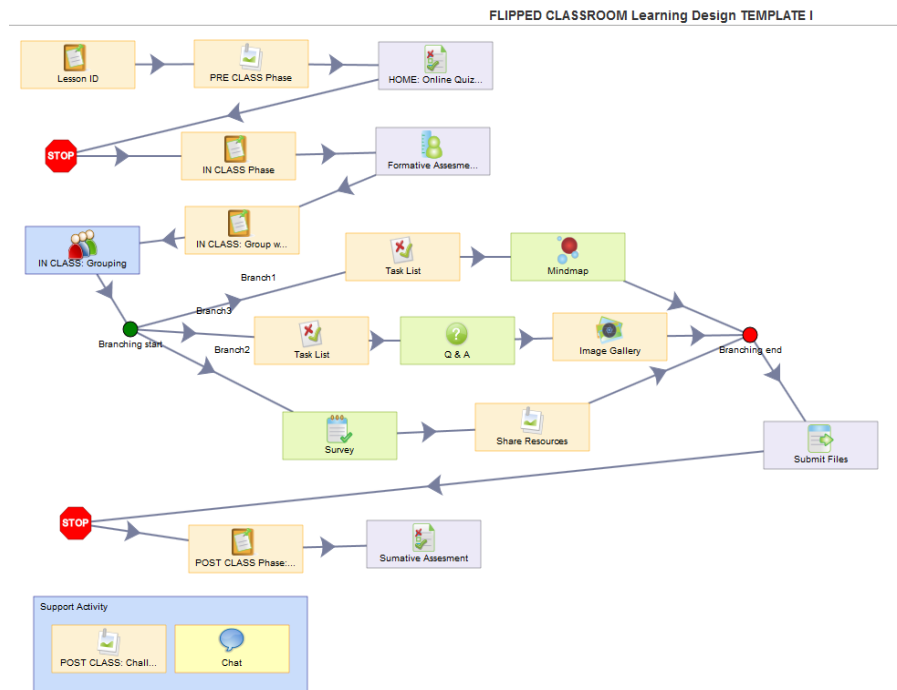 FLIPPED CLASSROOM Learning Design TEMPLATE I
Lesson ID
PRE CLASS Phase
HOME: Online Quiz...
STOP
IN CLASS Phase
Formative Assesme...
IN CLASS: Group w...
IN CLASS: Grouping
Branch1
Task List
Mindmap
Branch3
Branching start
Branch2
Task List
Q & A
Image Gallery
Branching end
Survey
Share Resources
Submit Files
STOP
POST CLASS Phase:...
Sumative Assesment
Support Activity
POST CLASS: Chall...
Chat